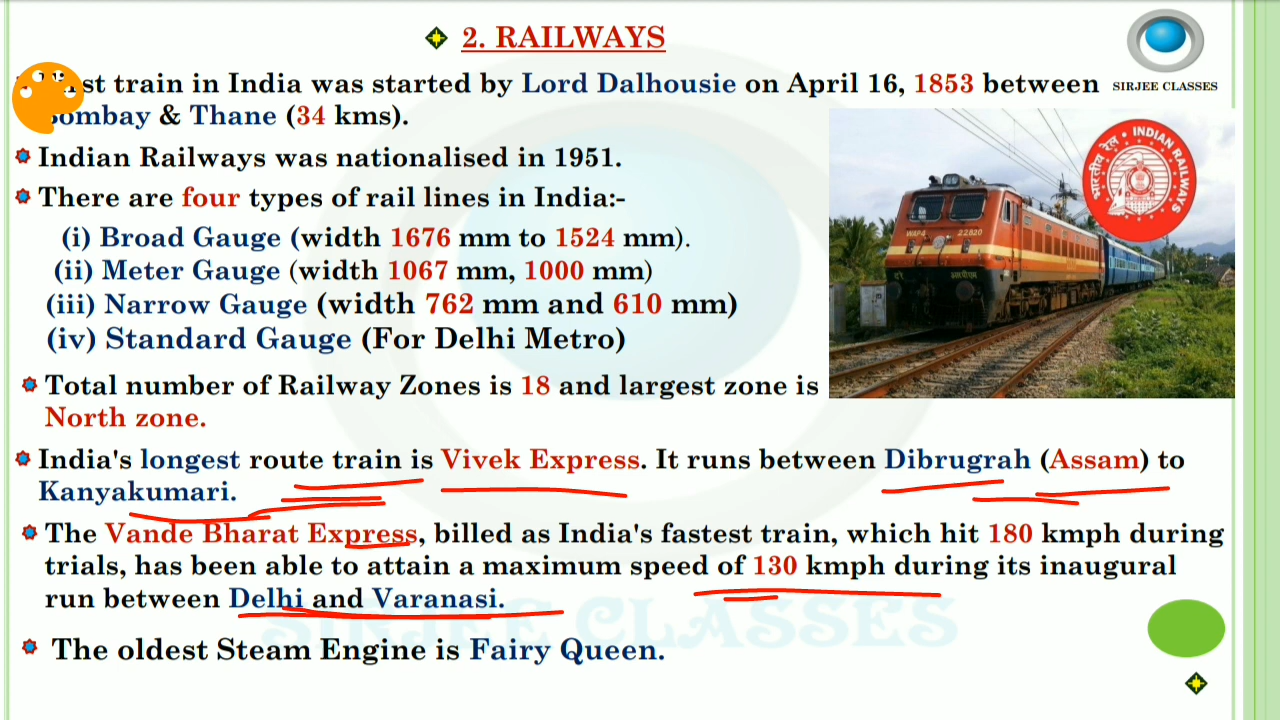 2. RAILWAYS
SIRJEE CLASSES
First train in India was started by Lord Dalhousie on April 16, 1853 between
Bombay & Thane (34 kms).
Indian Railways was nationalised in 1951.
There are four types of rail lines in India:-
(i) Broad Gauge (width 1676 mm to 1524 mm).
(ii) Meter Gauge (width 1067 mm, 1000 mm)
(iii) Narrow Gauge (width 762 mm and 610 mm)
(iv) Standard Gauge (For Delhi Metro)
भारतीय रेल INDIAN RAILWAYS
WAP4 22820
Total number of Railway Zones is 18 and largest zone is
North zone.
India's longest route train is Vivek Express. It runs between Dibrugrah (Assam) to
Kanyakumari.
The Vande Bharat Express, billed as India's fastest train, which hit 180 kmph during
trials, has been able to attain a maximum speed of 130 kmph during its inaugural
run between Delhi and Varanasi.
The oldest Steam Engine is Fairy Queen.
SIRJEE CLASSES